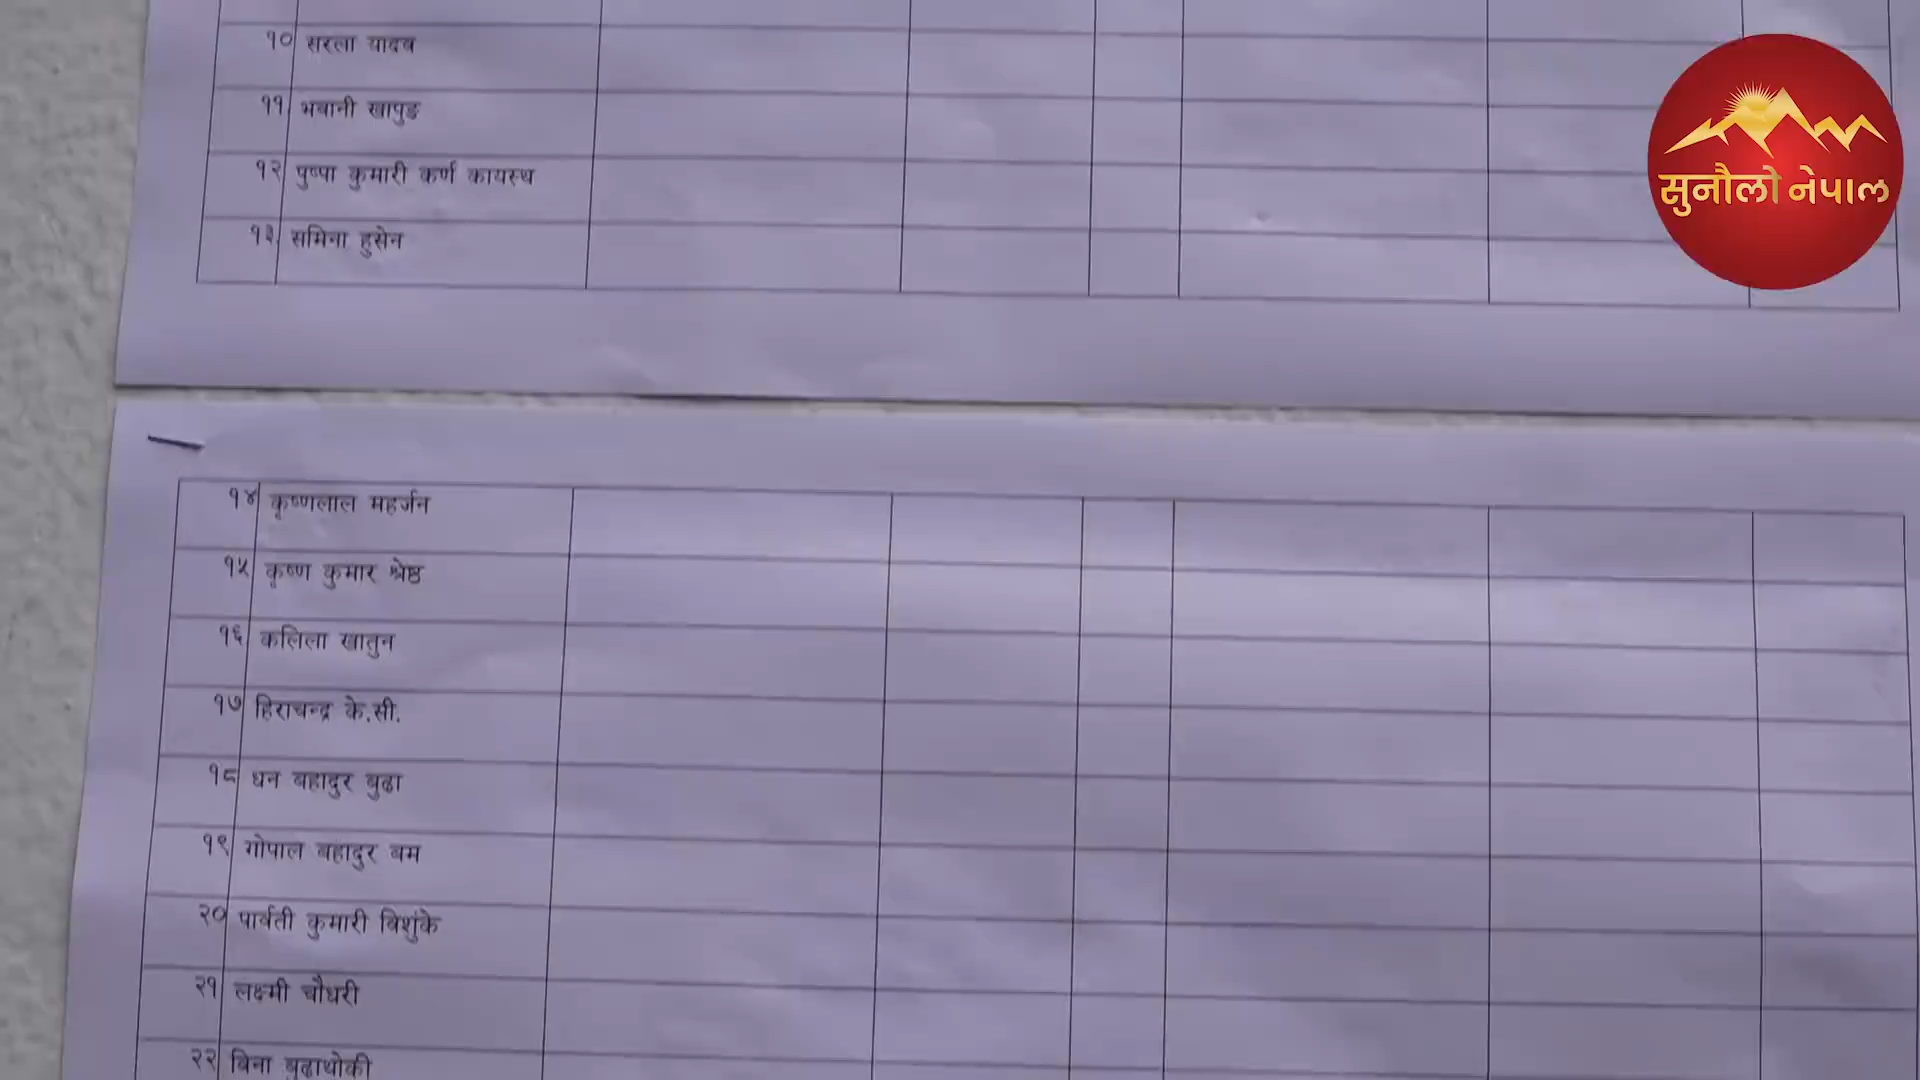 १० सरला यादव
११ भवानी खापुङ
१२ पुष्पा कुमारी कर्ण कायस्थ
१३ समिना हुसेन
१४ कृष्णलाल महर्जन
१५ कृष्ण कुमार श्रेष्ठ
१६ कलिला खातुन
१७ हिराचन्द्र के.सी.
१८ धन बहादुर बुढा
१९ गोपाल बहादुर बम
२० पार्वती कुमारी विशुंके
२१ लक्ष्मी चौधरी
२२ बिना बुढाथोकी
सुनौलो नेपाल